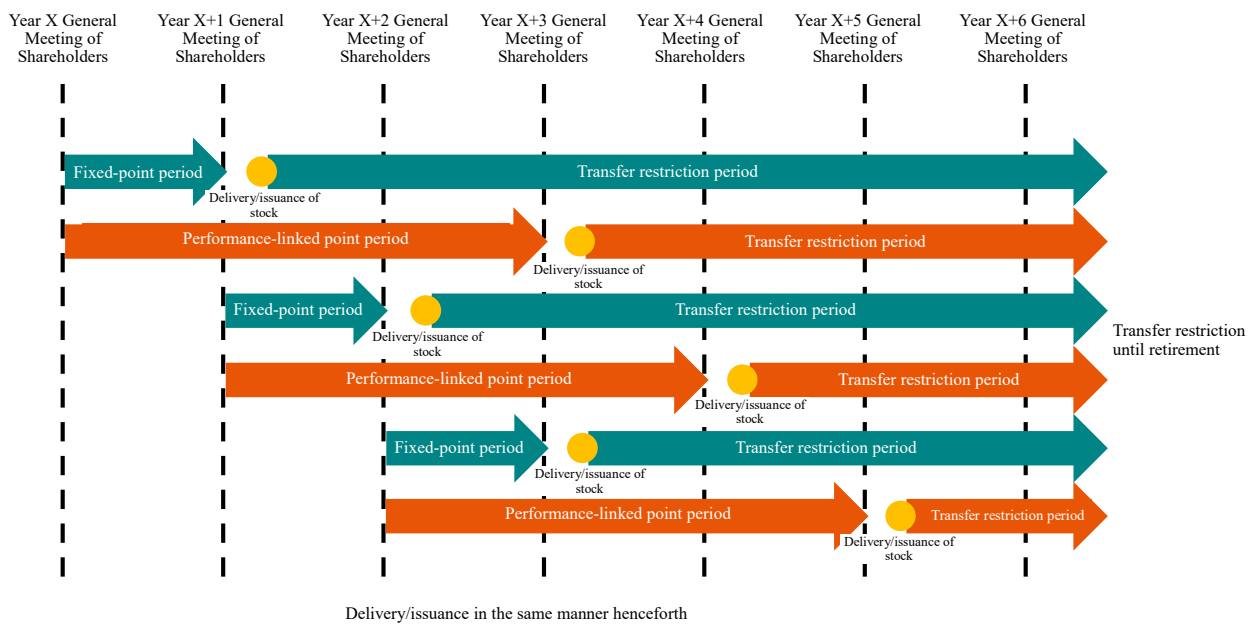 Year X General
Meeting of
Shareholders
Year X+1 General
Meeting of
Shareholders
Year X+2 General
Meeting of
Shareholders
Year X+3 General
Meeting of
Shareholders
Year X+4 General
Meeting of
Shareholders
Year X+5 General
Meeting of
Shareholders
Year X+6 General
Meeting of
Shareholders
Fixed-point period
Transfer restriction period
Delivery/issuance of
stock
Performance-linked point period
Transfer restriction period
Delivery/issuance of
stock
Fixed-point period
Transfer restriction period
Delivery/issuance of
stock
Transfer restriction
until retirement
Performance-linked point period
Transfer restriction period
Delivery/issuance of
stock
Fixed-point period
Transfer restriction period
Delivery/issuance of
stock
Performance-linked point period
Transfer restriction period
Delivery/issuance of
stock
Delivery/issuance in the same manner henceforth